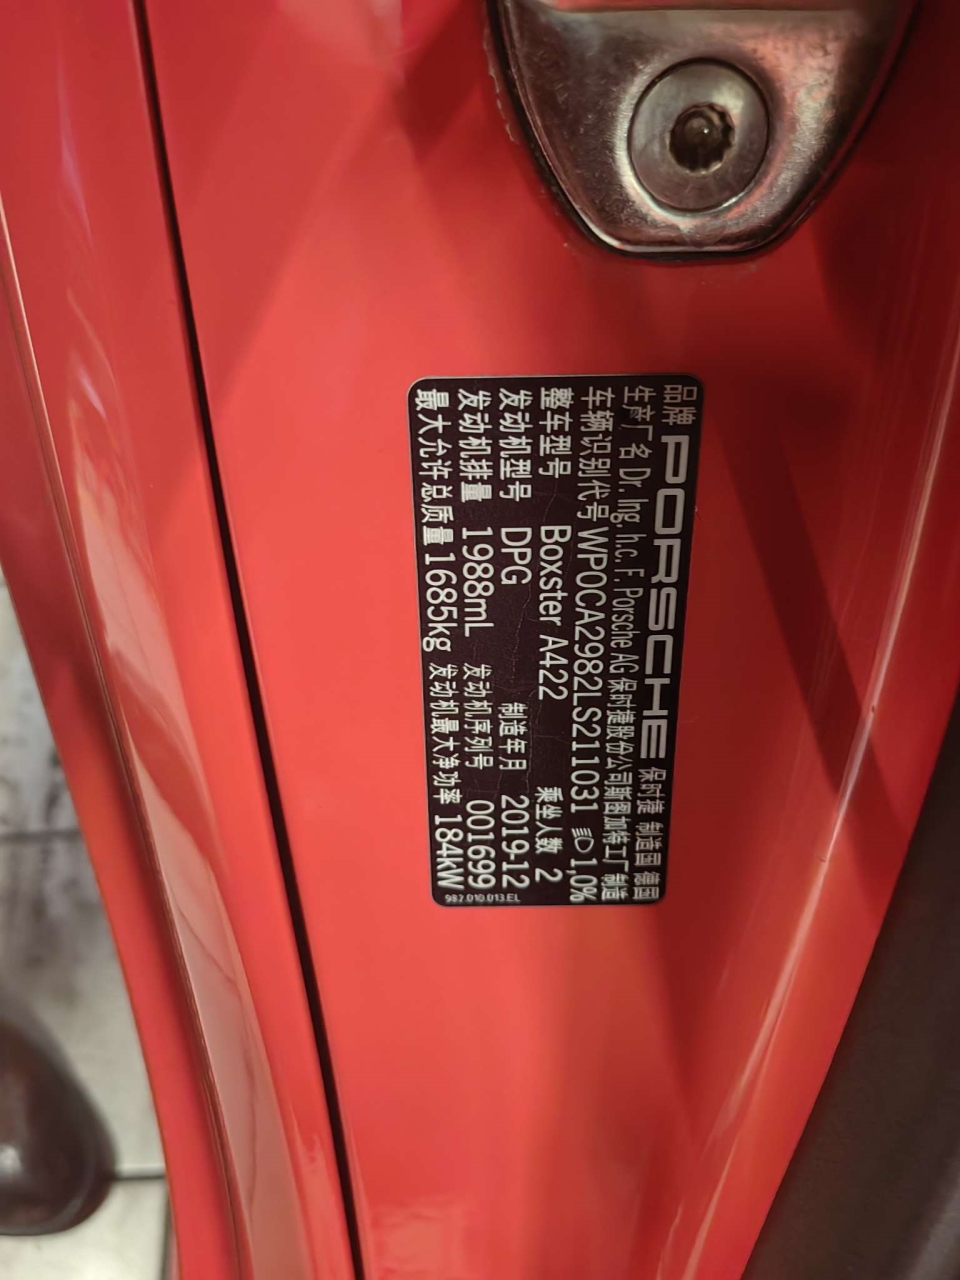 品牌 PORSCHE 保时捷 制造国 德国
生产厂名 Dr. Ing. h.c. F. Porsche AG 保时捷股份公司斯图加特工厂制造
车辆识别代号 WP0CA2982LS211031 1,0%
整车型号 Boxster A422 乘坐人数 2
发动机型号 DPG 制造年月 2019-12
发动机排量 1988mL 发动机序列号 001699
最大允许总质量 1685kg 发动机最大净功率 184kW
982.010.013.EL